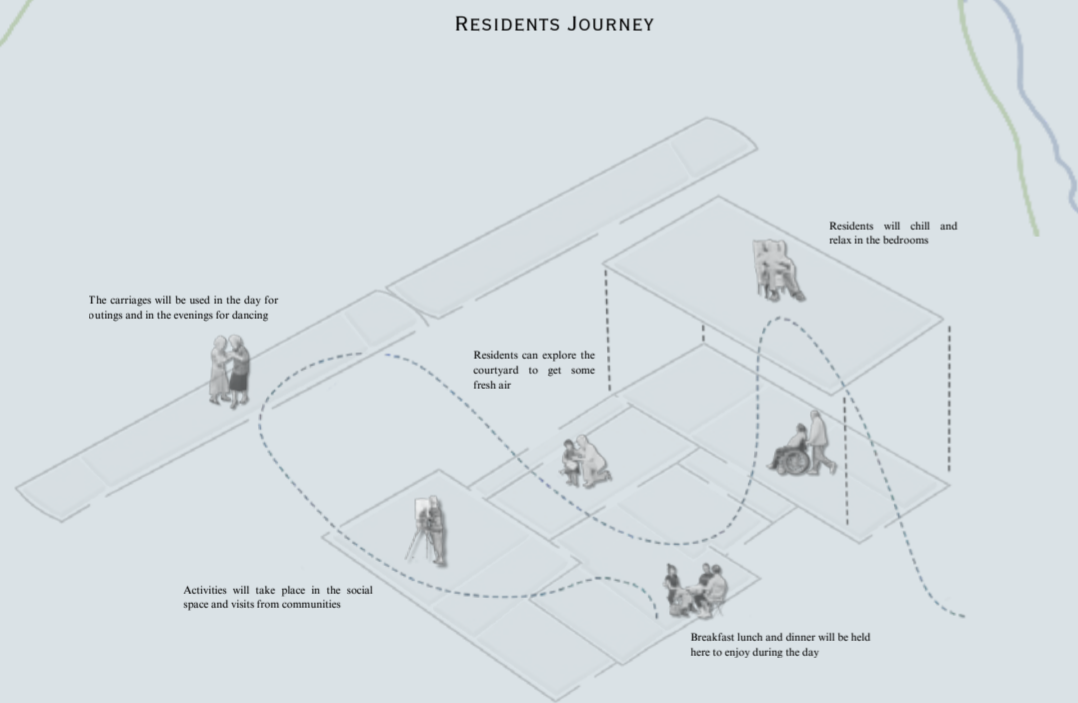 RESIDENTS JOURNEY
Residents will chill and
relax in the bedrooms
The carriages will be used in the day for
outings and in the evenings for dancing
Residents can explore the
courtyard to get some
fresh air
Activities will take place in the social
space and visits from communities
Breakfast lunch and dinner will be held
here to enjoy during the day